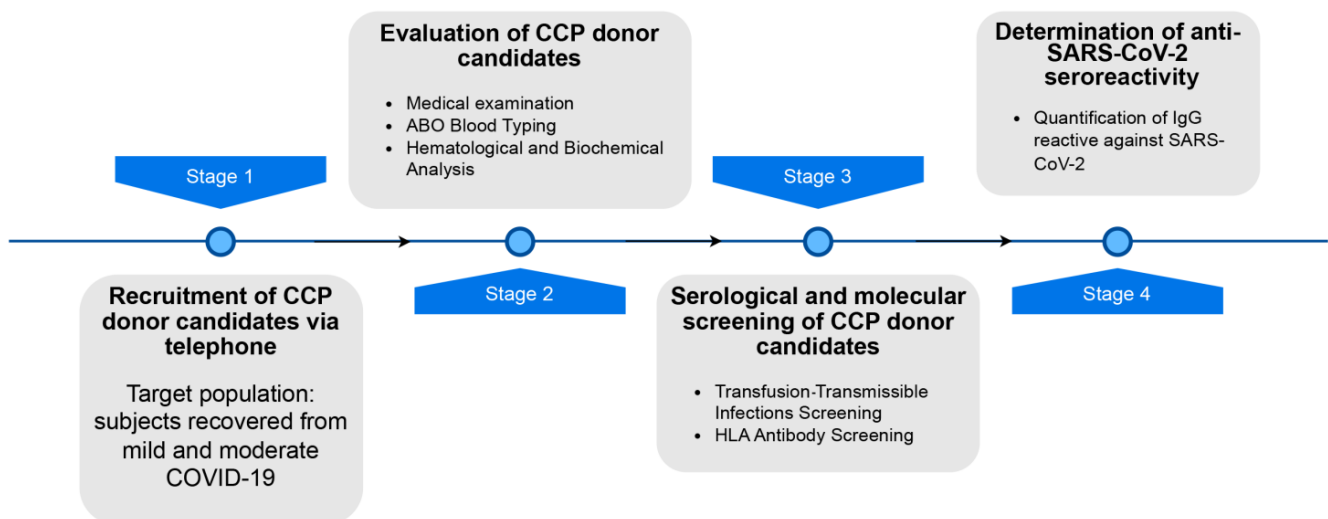 Stage 1
Recruitment of CCP
donor candidates via
telephone
Target population:
subjects recovered from
mild and moderate
COVID-19
Evaluation of CCP donor
candidates
• Medical examination
• ABO Blood Typing
• Hematological and Biochemical
Analysis
Stage 2
Stage 3
Serological and molecular
screening of CCP donor
candidates
• Transfusion-Transmissible
Infections Screening
• HLA Antibody Screening
Determination of anti-
SARS-CoV-2
seroreactivity
• Quantification of IgG
reactive against SARS-
CoV-2
Stage 4